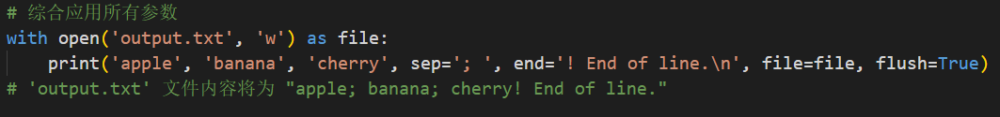 # 综合应用所有参数
with open('output.txt', 'w') as file:
    print('apple', 'banana', 'cherry', sep='; ', end='! End of line.\n', file=file, flush=True)
# 'output.txt' 文件内容将为 "apple; banana; cherry! End of line."